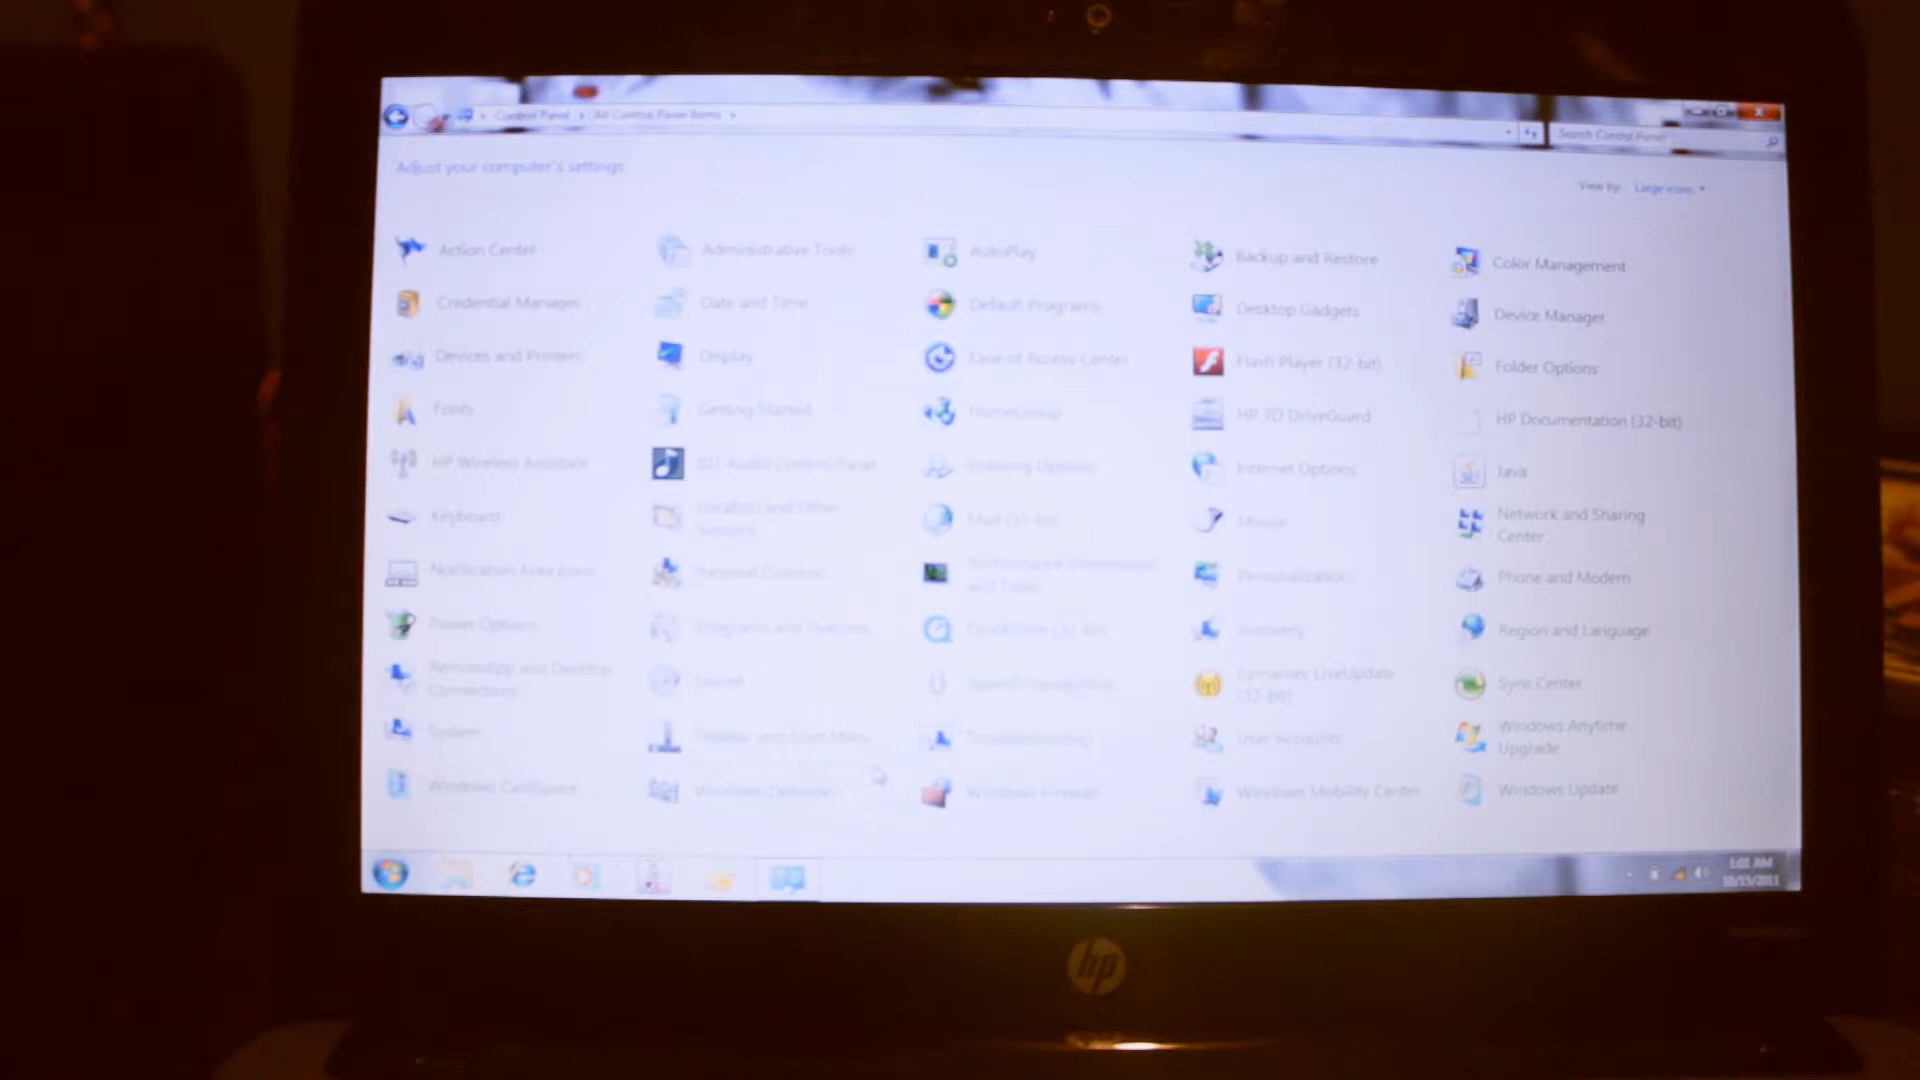 Control Panel All Control Panel Items
Search Control Panel
Adjust your computer's settings
View by: Large icons
Action Center Administrative Tools AutoPlay Backup and Restore Color Management
Credential Manager Date and Time Default Programs Desktop Gadgets Device Manager
Devices and Printers Display Ease of Access Center Flash Player (32-bit) Folder Options
Fonts Getting Started HomeGroup HP 3D DriveGuard HP Documentation (32-bit)
HP Wireless Assistant IDT Audio Control Panel Indexing Options Internet Options Java
Keyboard Location and Other Mail (32-bit) Mouse Network and Sharing
Sensors Center
Notification Area Icons Parental Controls Performance Information Personalization Phone and Modem
and Tools
Power Options Programs and Features QuickTime (32-bit) Recovery Region and Language
RemoteApp and Desktop Sound Speech Recognition Symantec LiveUpdate Sync Center
Connections (32-bit)
System Taskbar and Start Menu Troubleshooting User Accounts Windows Anytime
Upgrade
Windows CardSpace Windows Defender Windows Firewall Windows Mobility Center Windows Update
1:01 AM
10/15/2011
hp